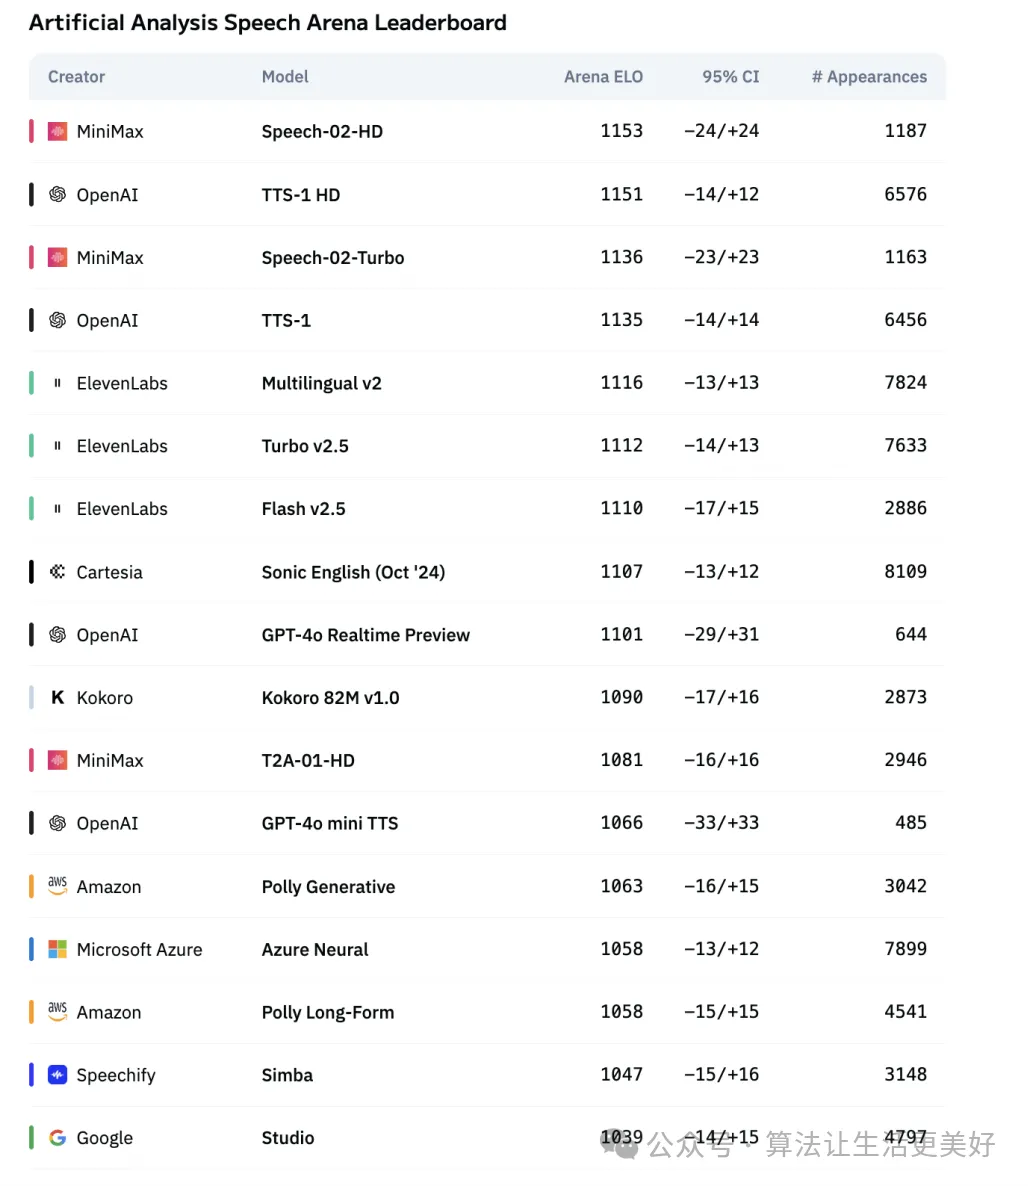 Artificial Analysis Speech Arena Leaderboard
Creator Model Arena ELO 95% CI # Appearances
MiniMax Speech-02-HD 1153 −24/+24 1187
OpenAI TTS-1 HD 1151 −14/+12 6576
MiniMax Speech-02-Turbo 1136 −23/+23 1163
OpenAI TTS-1 1135 −14/+14 6456
ElevenLabs Multilingual v2 1116 −13/+13 7824
ElevenLabs Turbo v2.5 1112 −14/+13 7633
ElevenLabs Flash v2.5 1110 −17/+15 2886
Cartesia Sonic English (Oct '24) 1107 −13/+12 8109
OpenAI GPT-4o Realtime Preview 1101 −29/+31 644
K Kokoro Kokoro 82M v1.0 1090 −17/+16 2873
MiniMax T2A-01-HD 1081 −16/+16 2946
OpenAI GPT-4o mini TTS 1066 −33/+33 485
aws Amazon Polly Generative 1063 −16/+15 3042
Microsoft Azure Azure Neural 1058 −13/+12 7899
aws Amazon Polly Long-Form 1058 −15/+15 4541
Speechify Simba 1047 −15/+16 3148
G Google Studio 1039 −14/+15 4797
公众号 · 算法让生活更美好